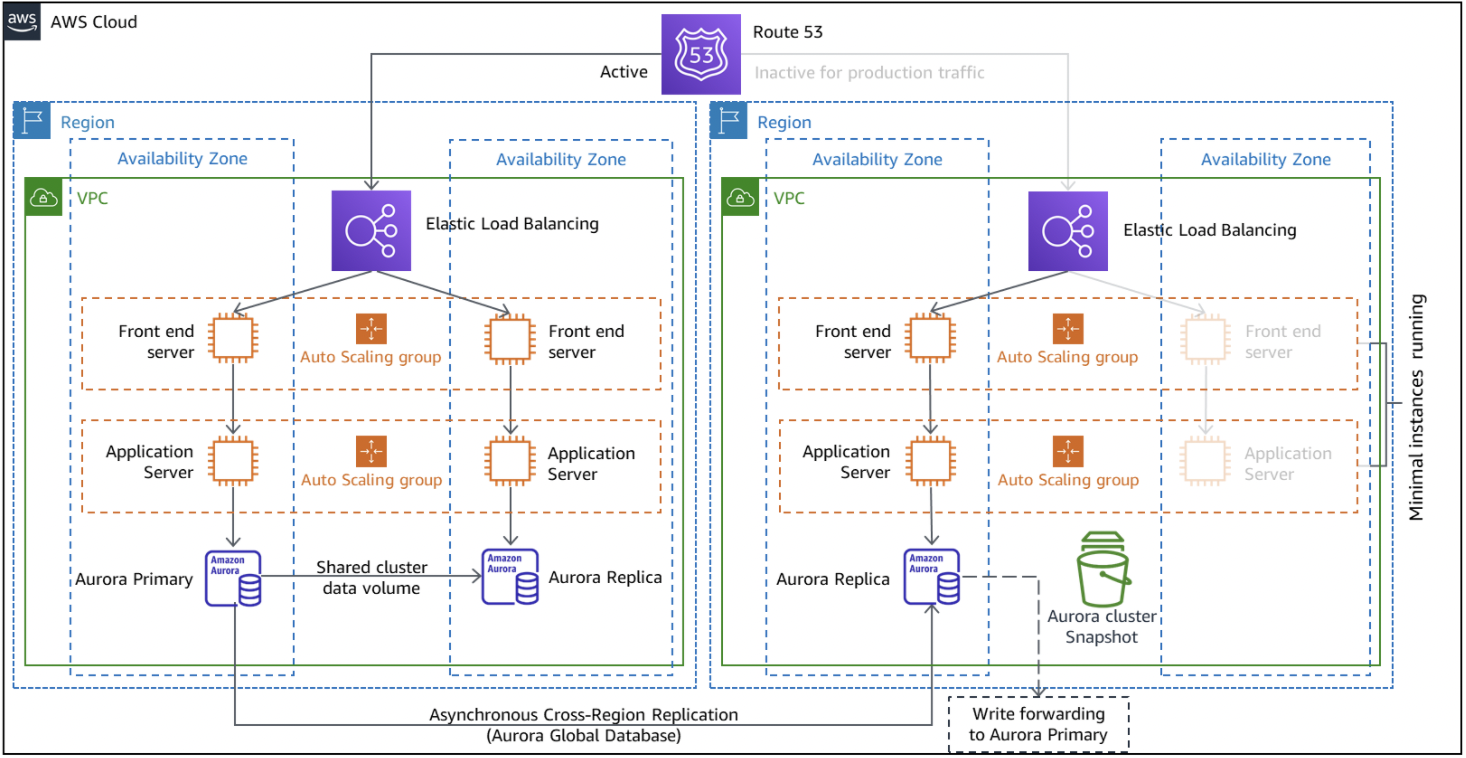 aws
AWS Cloud
53
Route 53
Active
Inactive for production traffic
Region
Availability Zone
Availability Zone
VPC
Elastic Load Balancing
Front end
server
Auto Scaling group
Front end
server
Application
Server
Auto Scaling group
Application
Server
Aurora Primary
Amazon
Aurora
Shared cluster
data volume
Amazon
Aurora
Aurora Replica
Region
Availability Zone
Availability Zone
VPC
Elastic Load Balancing
Front end
server
Auto Scaling group
Front end
server
Application
Server
Auto Scaling group
Application
Server
Minimal instances running
Aurora Replica
Amazon
Aurora
Aurora cluster
Snapshot
Asynchronous Cross-Region Replication
(Aurora Global Database)
Write forwarding
to Aurora Primary